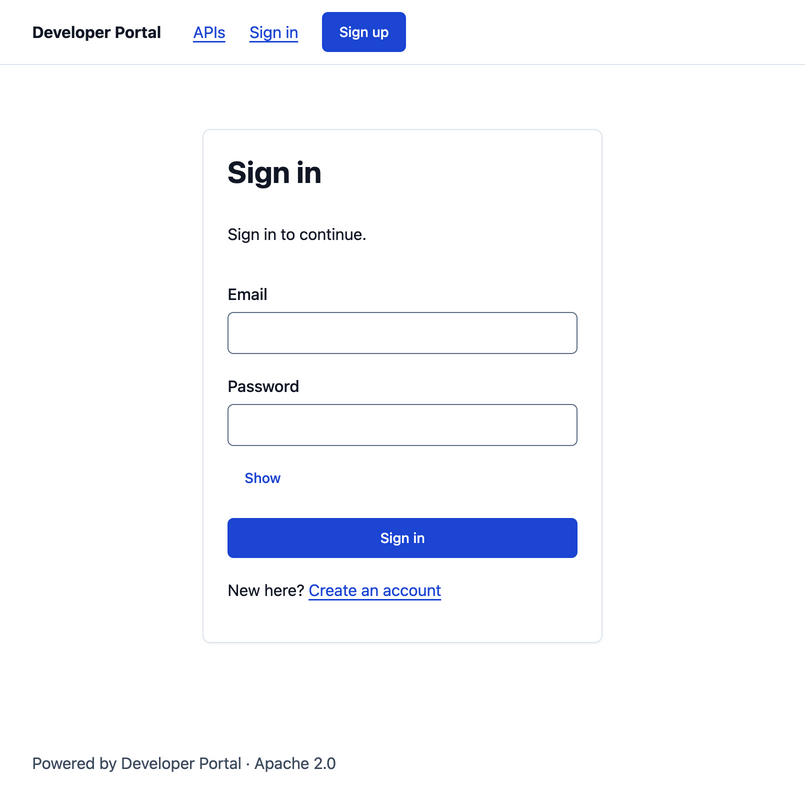 Developer Portal APIs Sign in Sign up
Sign in
Sign in to continue.
Email
Password
Show
Sign in
New here? Create an account
Powered by Developer Portal · Apache 2.0